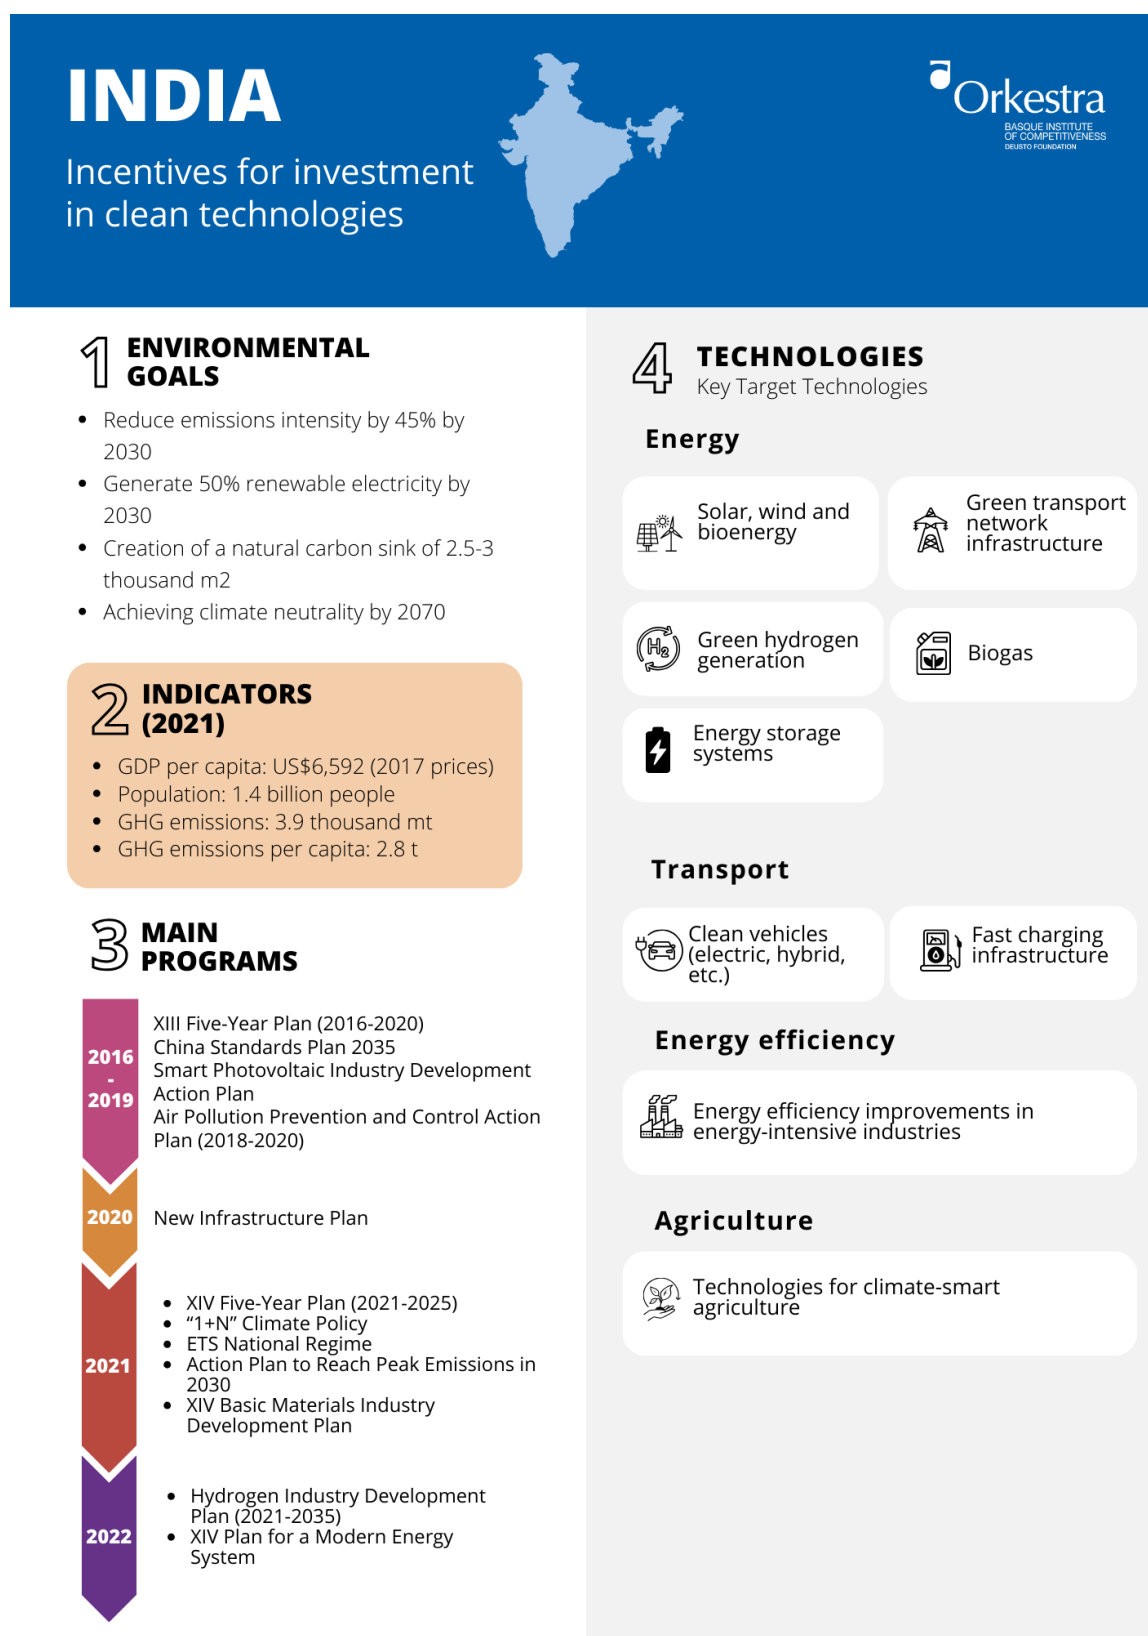 INDIA
Incentives for investment
in clean technologies
Orkestra
BASQUE INSTITUTE
OF COMPETITIVENESS
DEUSTO FOUNDATION
1 ENVIRONMENTAL
GOALS
• Reduce emissions intensity by 45% by
2030
• Generate 50% renewable electricity by
2030
• Creation of a natural carbon sink of 2.5-3
thousand m2
• Achieving climate neutrality by 2070
2 INDICATORS
(2021)
• GDP per capita: US$6,592 (2017 prices)
• Population: 1.4 billion people
• GHG emissions: 3.9 thousand mt
• GHG emissions per capita: 2.8 t
3 MAIN
PROGRAMS
2016
-
2019
XIII Five-Year Plan (2016-2020)
China Standards Plan 2035
Smart Photovoltaic Industry Development
Action Plan
Air Pollution Prevention and Control Action
Plan (2018-2020)
2020
New Infrastructure Plan
2021
• XIV Five-Year Plan (2021-2025)
• “1+N” Climate Policy
• ETS National Regime
• Action Plan to Reach Peak Emissions in
2030
• XIV Basic Materials Industry
Development Plan
2022
• Hydrogen Industry Development
Plan (2021-2035)
• XIV Plan for a Modern Energy
System
4 TECHNOLOGIES
Key Target Technologies
Energy
Solar, wind and
bioenergy
Green transport
network
infrastructure
H2
Green hydrogen
generation
Biogas
Energy storage
systems
Transport
Clean vehicles
(electric, hybrid,
etc.)
Fast charging
infrastructure
Energy efficiency
Energy efficiency improvements in
energy-intensive industries
Agriculture
Technologies for climate-smart
agriculture